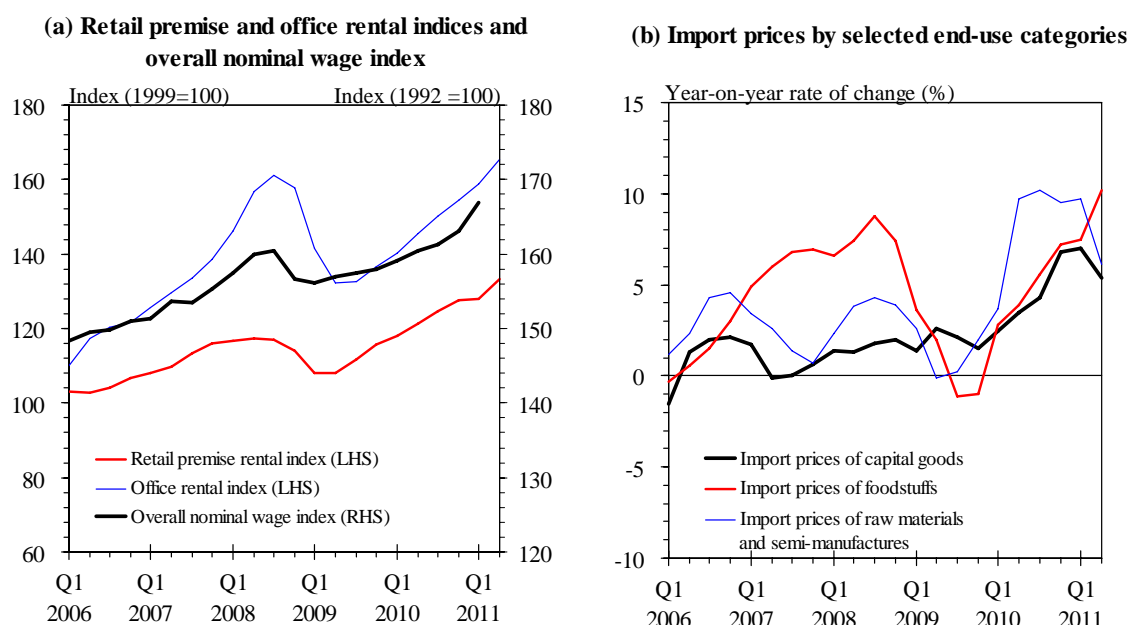 (a) Retail premise and office rental indices and
overall nominal wage index
Index (1999=100) Index (1992 =100)
180 180
160 170
140 160
120 150
100 140
80 130
60 120
Retail premise rental index (LHS)
Office rental index (LHS)
Overall nominal wage index (RHS)
Q1 Q1 Q1 Q1 Q1 Q1
2006 2007 2008 2009 2010 2011
(b) Import prices by selected end-use categories
Year-on-year rate of change (%)
15
10
5
0
-5
-10
Import prices of capital goods
Import prices of foodstuffs
Import prices of raw materials
and semi-manufactures
Q1 Q1 Q1 Q1 Q1 Q1
2006 2007 2008 2009 2010 2011